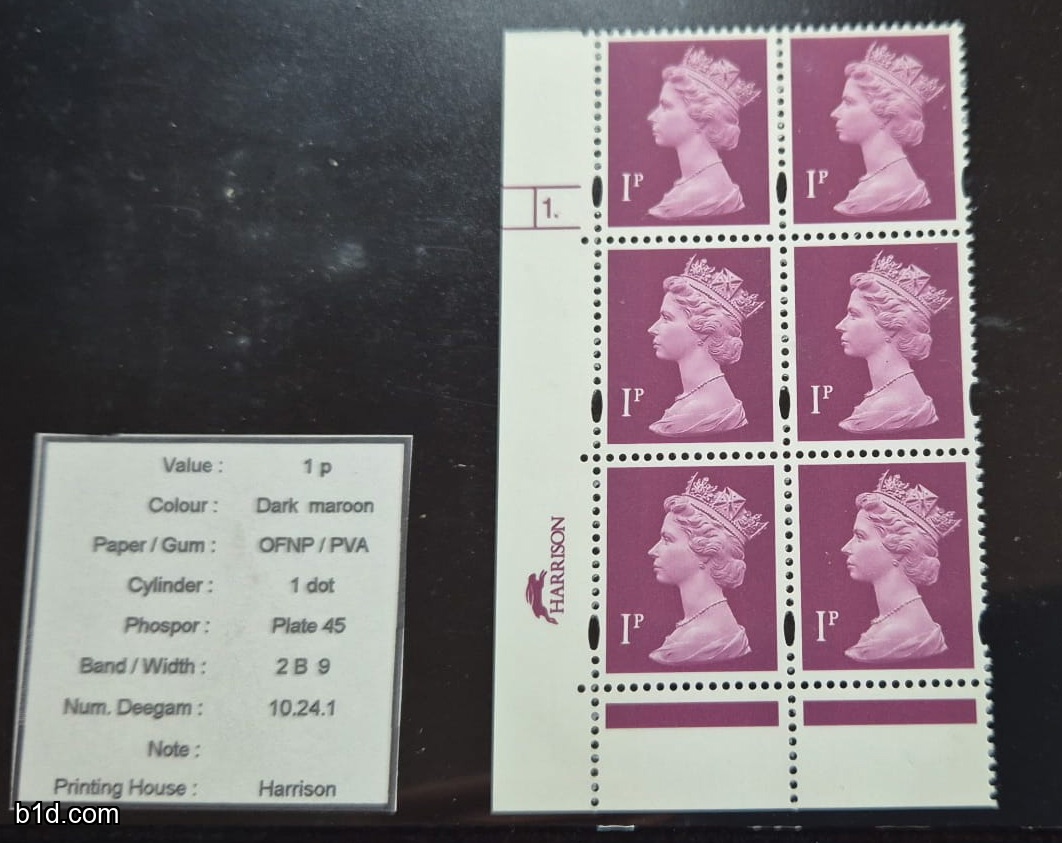 Value : 1 p
Colour : Dark maroon
Paper / Gum : OFNP / PVA
Cylinder : 1 dot
Phospor : Plate 45
Band / Width : 2 B 9
Num. Deegam : 10.24.1
Note :
Printing House : Harrison
b1d.com
1P 1P
1.
1P 1P
HARRISON
1P 1P